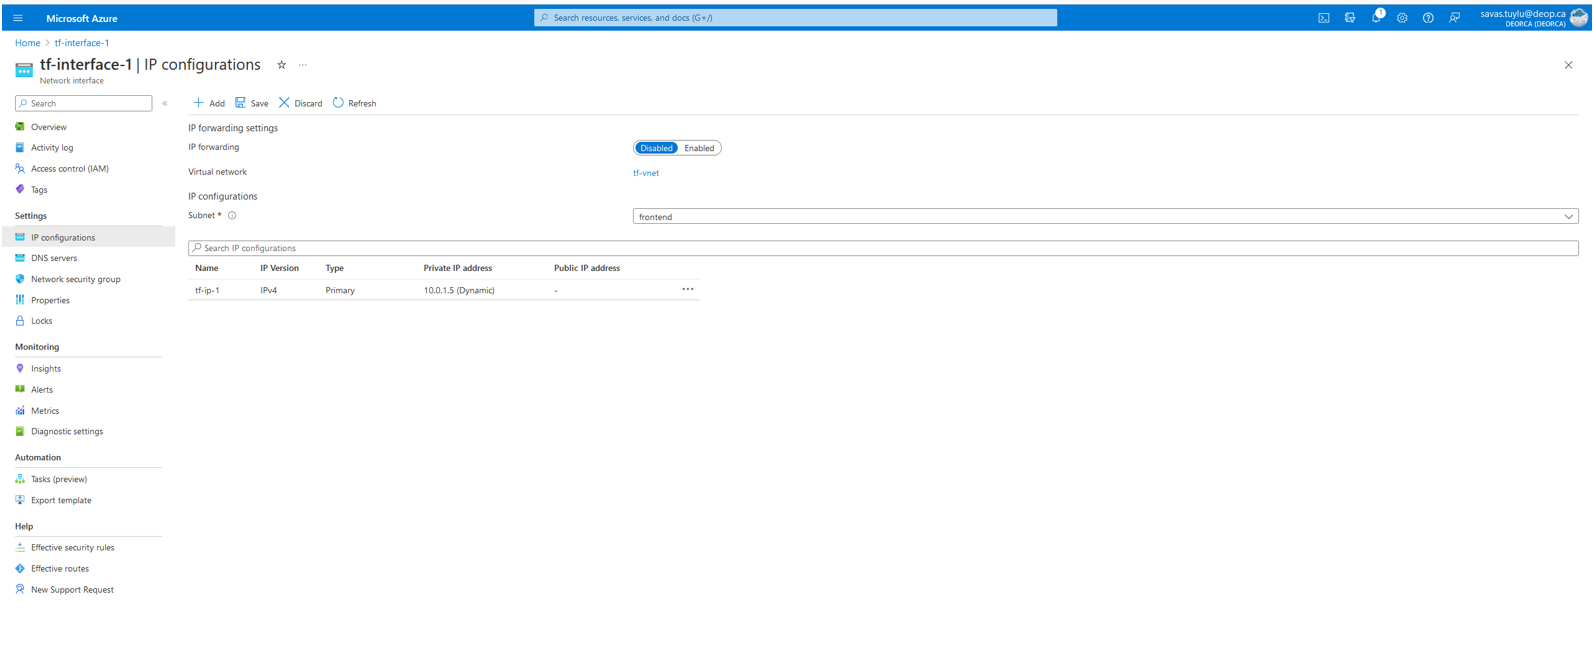 Microsoft Azure
Search resources, services, and docs (G+/)
1
savas.tuylu@deop.ca
DEORCA (DEORCA)
Home > tf-interface-1
tf-interface-1 | IP configurations
Network interface
Search
Add Save Discard Refresh
Overview
Activity log
Access control (IAM)
Tags
Settings
IP configurations
DNS servers
Network security group
Properties
Locks
Monitoring
Insights
Alerts
Metrics
Diagnostic settings
Automation
Tasks (preview)
Export template
Help
Effective security rules
Effective routes
New Support Request
IP forwarding settings
IP forwarding Disabled Enabled
Virtual network tf-vnet
IP configurations
Subnet * frontend
Search IP configurations
Name IP Version Type Private IP address Public IP address
tf-ip-1 IPv4 Primary 10.0.1.5 (Dynamic) -